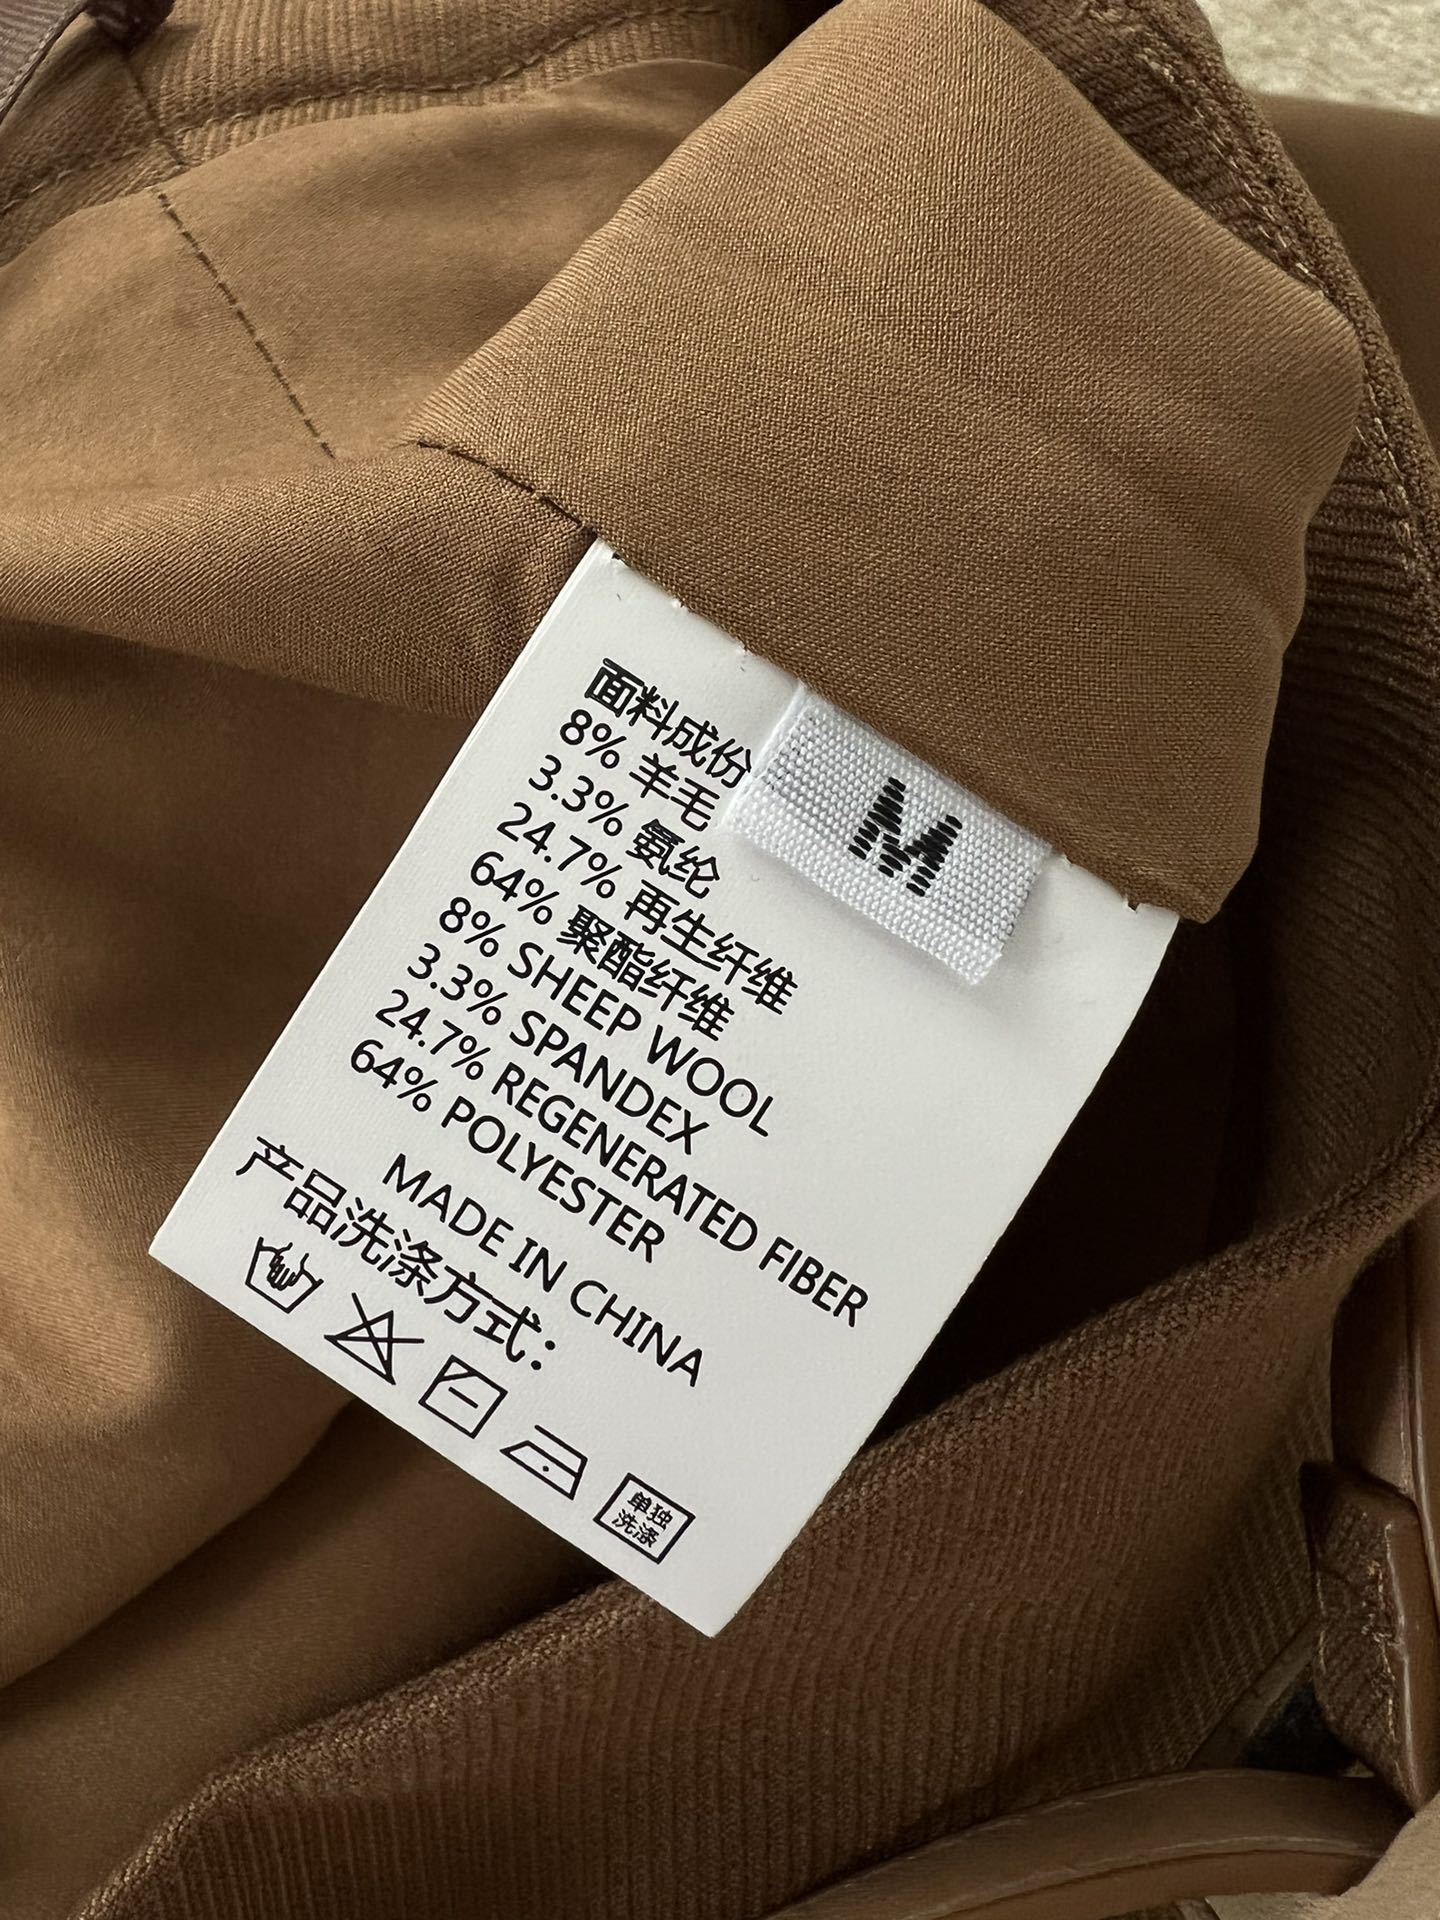 面料成份
8% 羊毛
3.3% 氨纶
24.7% 再生纤维
64% 聚酯纤维
8% SHEEP WOOL
3.3% SPANDEX
24.7% REGENERATED FIBER
64% POLYESTER
MADE IN CHINA
产品洗涤方式：
单独
洗涤
M